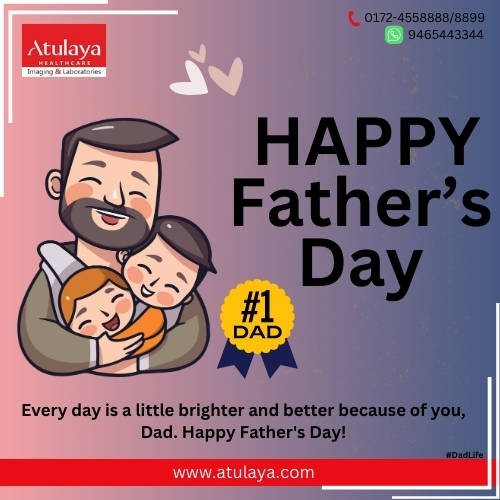 Atulaya
HEALTHCARE
Imaging & Laboratories
0172-4558888/8899
9465443344
HAPPY
Father's
Day
#1
DAD
Every day is a little brighter and better because of you,
Dad. Happy Father's Day!
#DadLife
www.atulaya.com